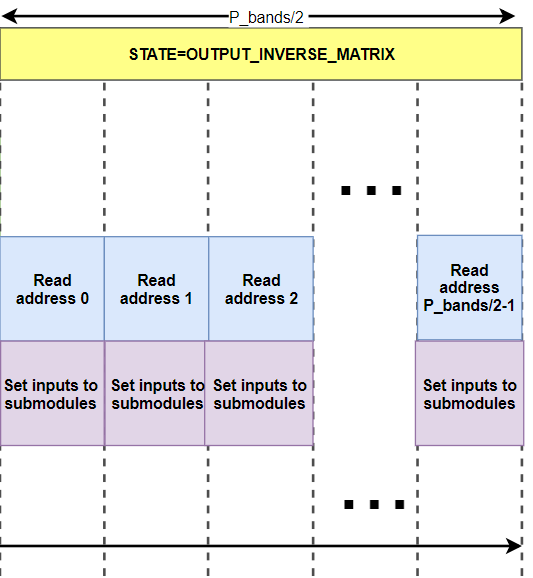 P_bands/2
STATE=OUTPUT_INVERSE_MATRIX
Read
address 0
Read
address 1
Read
address 2
Read
address
P_bands/2-1
Set inputs to
submodules
Set inputs to
submodules
Set inputs to
submodules
Set inputs to
submodules